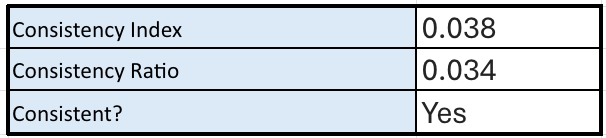 Consistency Index 0.038
Consistency Ratio 0.034
Consistent? Yes